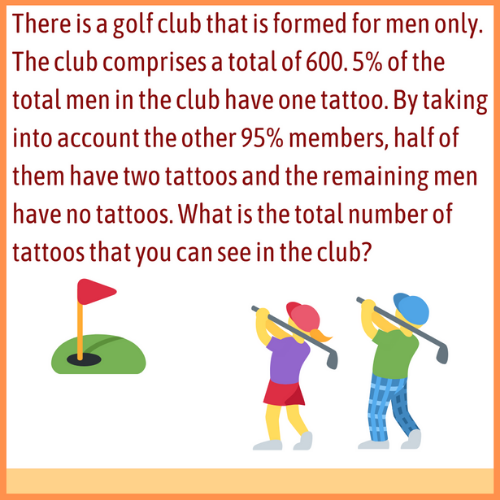 There is a golf club that is formed for men only.
The club comprises a total of 600. 5% of the
total men in the club have one tattoo. By taking
into account the other 95% members, half of
them have two tattoos and the remaining men
have no tattoos. What is the total number of
tattoos that you can see in the club?